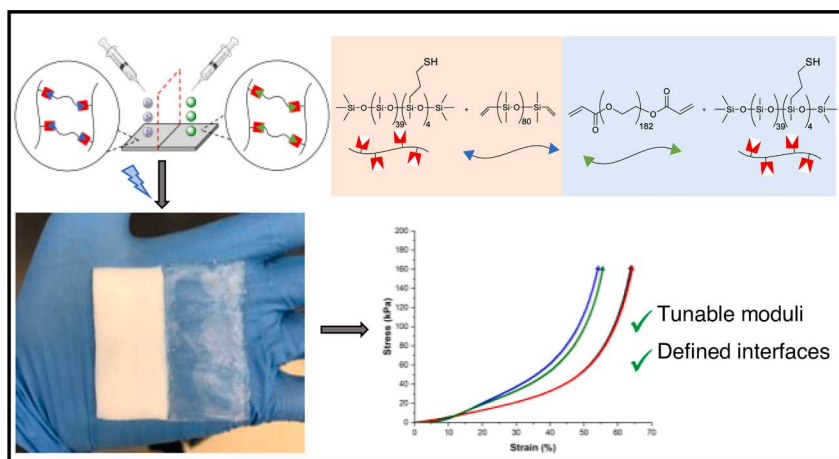 SH
Si–O–(Si–O)39(Si–O)4–Si
+
(Si–O)80 Si
O (O)182 O O
+
SH
Si–O–(Si–O)39(Si–O)4–Si
200
180
160
140
120
100
80
60
40
20
0
Stress (kPa)
0 10 20 30 40 50 60 70
Strain (%)
✓ Tunable moduli
✓ Defined interfaces